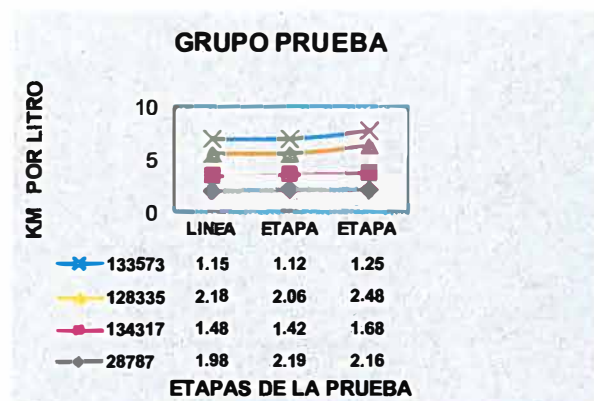 GRUPO PRUEBA
KM POR LITRO
10
5
0
LINEA ETAPA ETAPA
133573 1.15 1.12 1.25
128335 2.18 2.06 2.48
134317 1.48 1.42 1.68
28787 1.98 2.19 2.16
ETAPAS DE LA PRUEBA